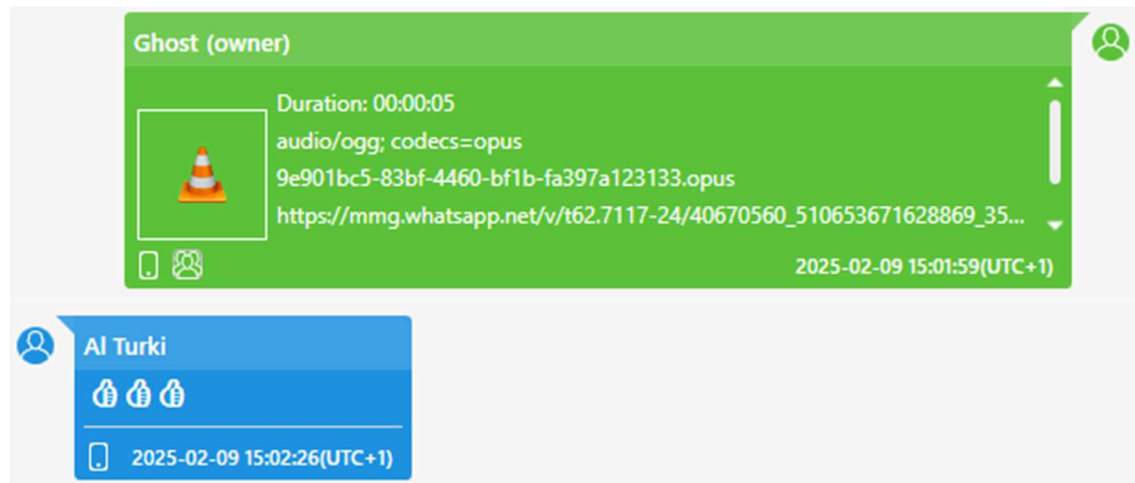 Ghost (owner)
Duration: 00:00:05
audio/ogg; codecs=opus
9e901bc5-83bf-4460-bf1b-fa397a123133.opus
https://mmg.whatsapp.net/v/t62.7117-24/40670560_510653671628869_35...
2025-02-09 15:01:59(UTC+1)
Al Turki
👍👍👍
2025-02-09 15:02:26(UTC+1)